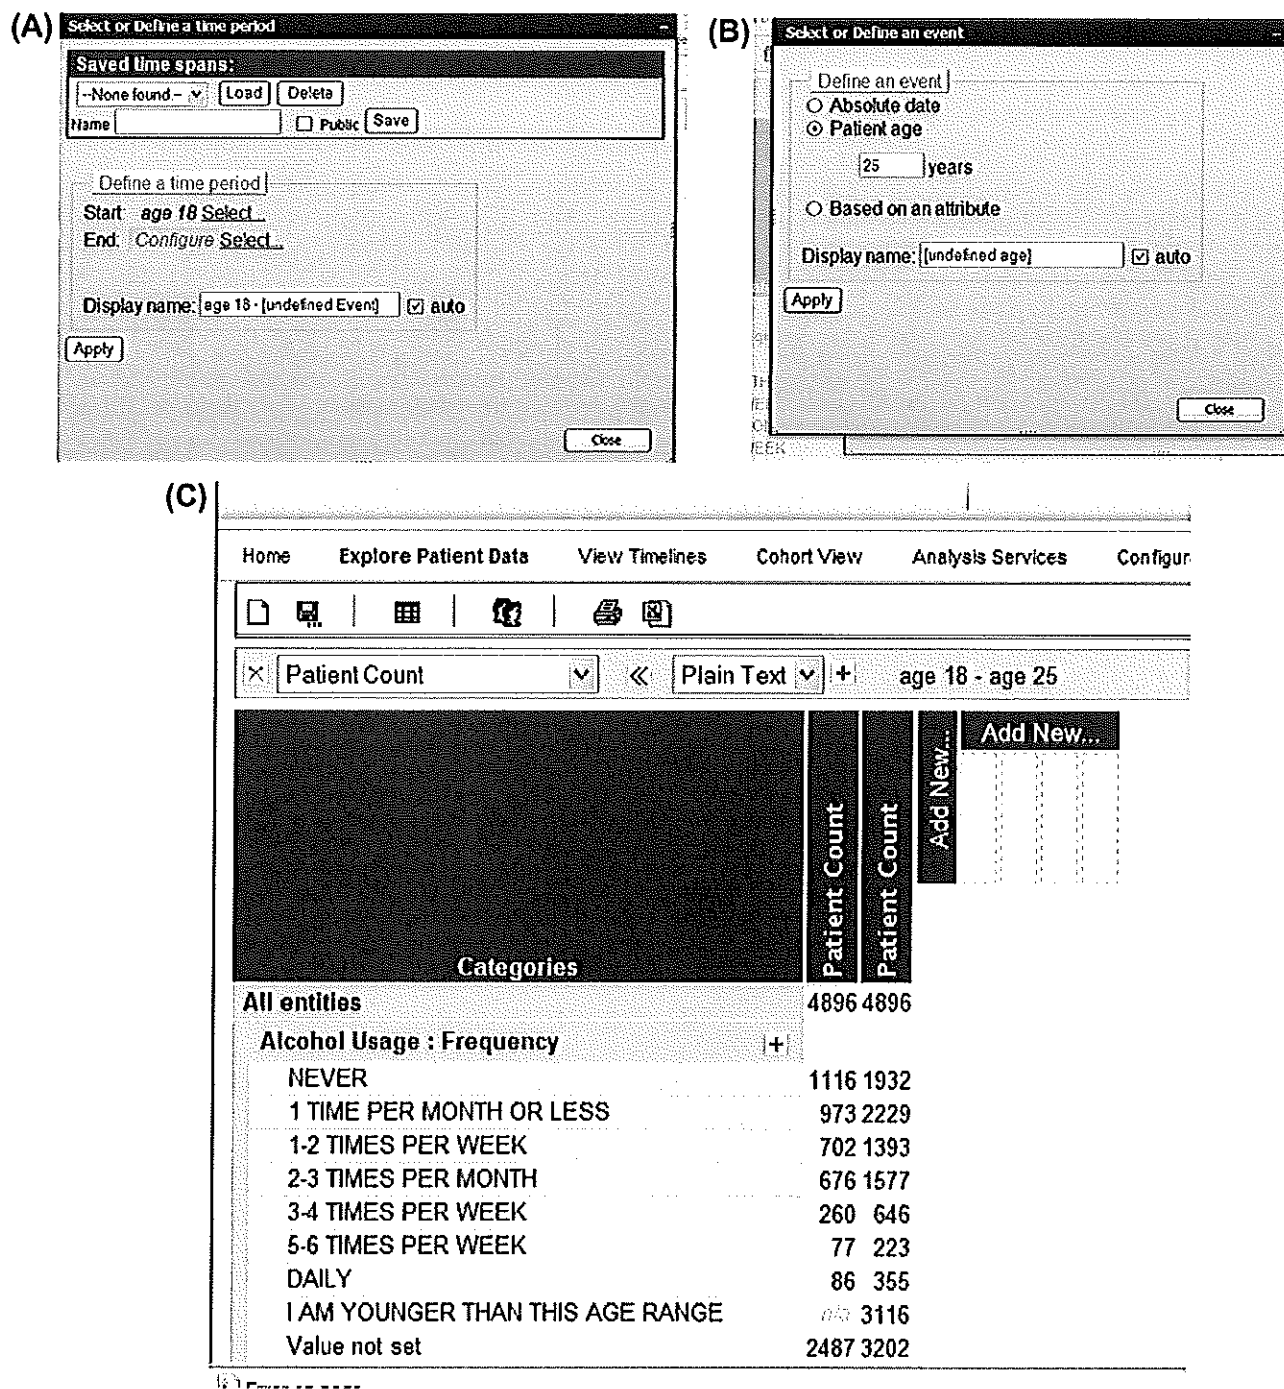 (A)
Select or Define a time period
Saved time spans:
--None found-- Load Delete
Name Public Save
Define a time period
Start: age 18 Select...
End: Configure Select...
Display name: age 18 - [undefined Event] auto
Apply
Close
(B)
Select or Define an event
Define an event
Absolute date
Patient age
25 years
Based on an attribute
Display name: [undefined age] auto
Apply
Close
EEK
(C)
Home Explore Patient Data View Timelines Cohort View Analysis Services Configur
Patient Count Plain Text + age 18 - age 25
Categories
Patient Count
Patient Count
Add New...
Add New...
All entities 4896 4896
Alcohol Usage : Frequency +
NEVER 1116 1932
1 TIME PER MONTH OR LESS 973 2229
1-2 TIMES PER WEEK 702 1393
2-3 TIMES PER MONTH 676 1577
3-4 TIMES PER WEEK 260 646
5-6 TIMES PER WEEK 77 223
DAILY 86 355
I AM YOUNGER THAN THIS AGE RANGE n/a 3116
Value not set 2487 3202